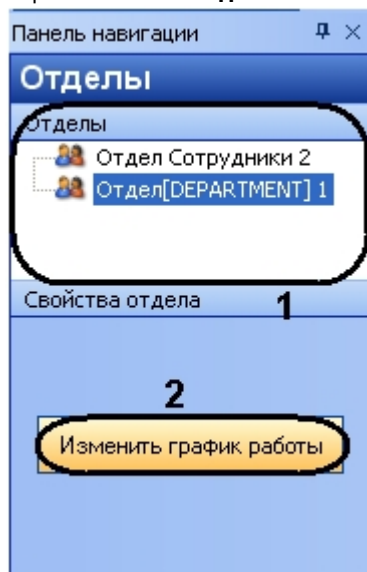 Панель навигации
Отделы
Отделы
Отдел Сотрудники 2
Отдел[DEPARTMENT] 1
Свойства отдела
1
2
Изменить график работы